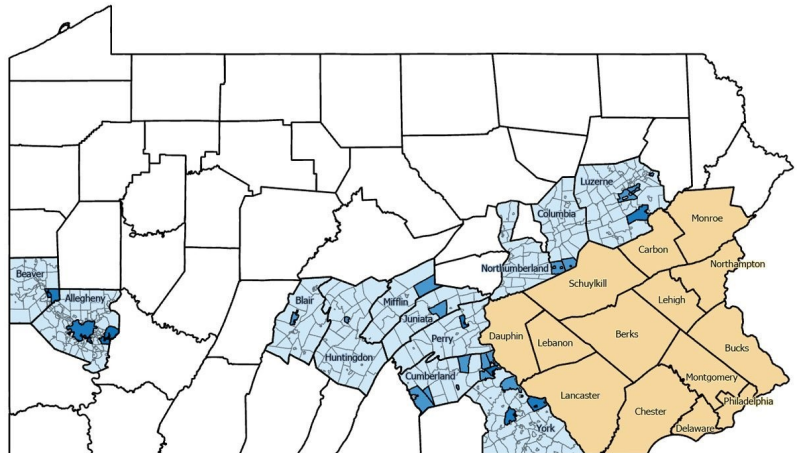 Luzerne
Columbia
Monroe
Carbon
Northampton
Northumberland
Beaver
Schuylkill
Allegheny
Blair
Mifflin
Lehigh
Juniata
Perry
Dauphin
Lebanon
Berks
Bucks
Huntingdon
Cumberland
Montgomery
Lancaster
Philadelphia
Chester
Delaware
York